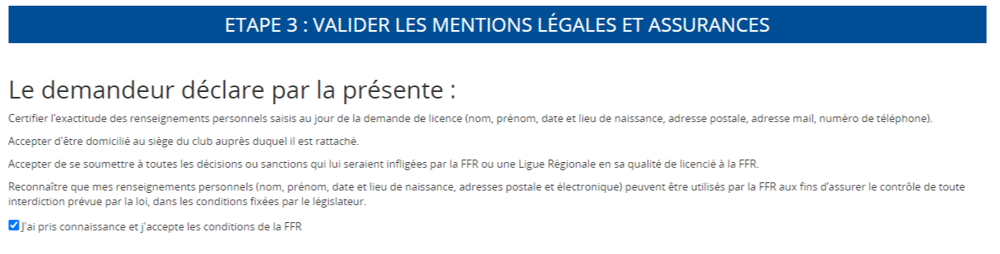 ETAPE 3 : VALIDER LES MENTIONS LÉGALES ET ASSURANCES
Le demandeur déclare par la présente :
Certifier l'exactitude des renseignements personnels saisis au jour de la demande de licence (nom, prénom, date et lieu de naissance, adresse postale, adresse mail, numéro de téléphone).
Accepter d'être domicilié au siège du club auprès duquel il est rattaché.
Accepter de se soumettre à toutes les décisions ou sanctions qui lui seraient infligées par la FFR ou une Ligue Régionale en sa qualité de licencié à la FFR.
Reconnaître que mes renseignements personnels (nom, prénom, date et lieu de naissance, adresses postale et électronique) peuvent être utilisés par la FFR aux fins d'assurer le contrôle de toute
interdiction prévue par la loi, dans les conditions fixées par le législateur.
J'ai pris connaissance et j'accepte les conditions de la FFR